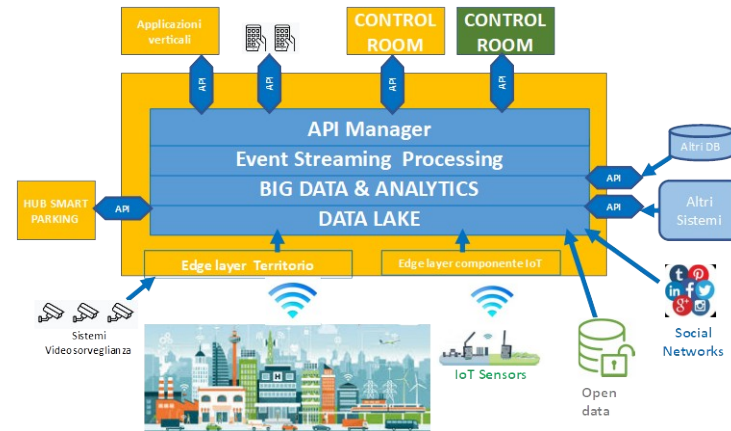 Applicazioni
verticali
CONTROL
ROOM
CONTROL
ROOM
API
API
API
API
API Manager
Event Streaming Processing
BIG DATA & ANALYTICS
DATA LAKE
Altri DB
API
API
Altri
Sistemi
HUB SMART
PARKING
API
Edge layer Territorio
Edge layer componente IoT
Sistemi
Videosorveglianza
IoT Sensors
t
in f
g+
H
Social
Networks
Open
data